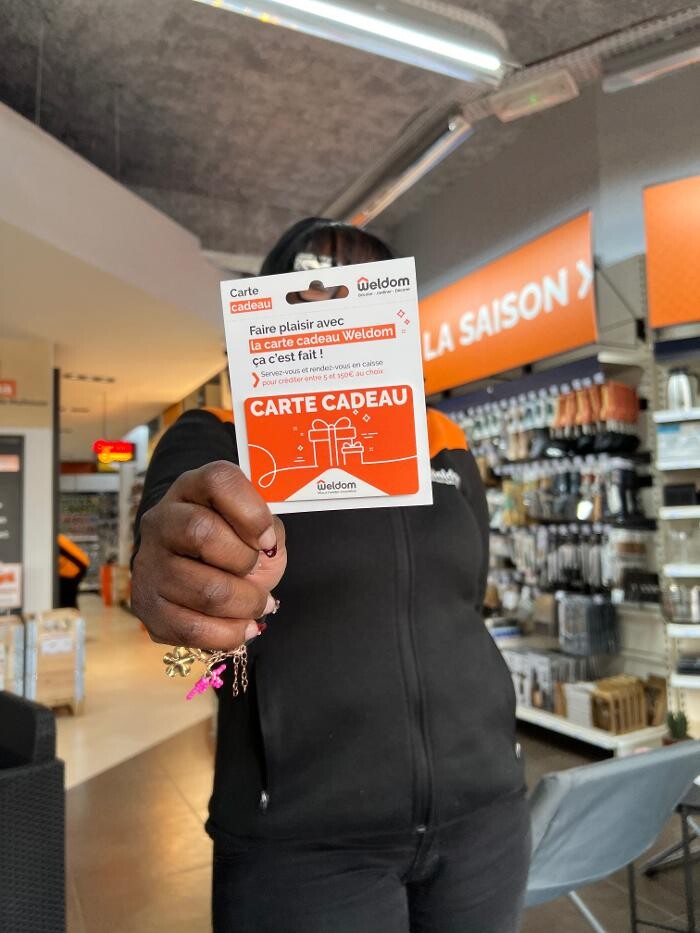 Carte
cadeau
Weldom
Bricoler - Jardiner - Décorer
Faire plaisir avec
la carte cadeau Weldom
ça c'est fait !
Servez-vous et rendez-vous en caisse
pour créditer entre 5 et 150€ au choix
CARTE CADEAU
Weldom
LA SAISON